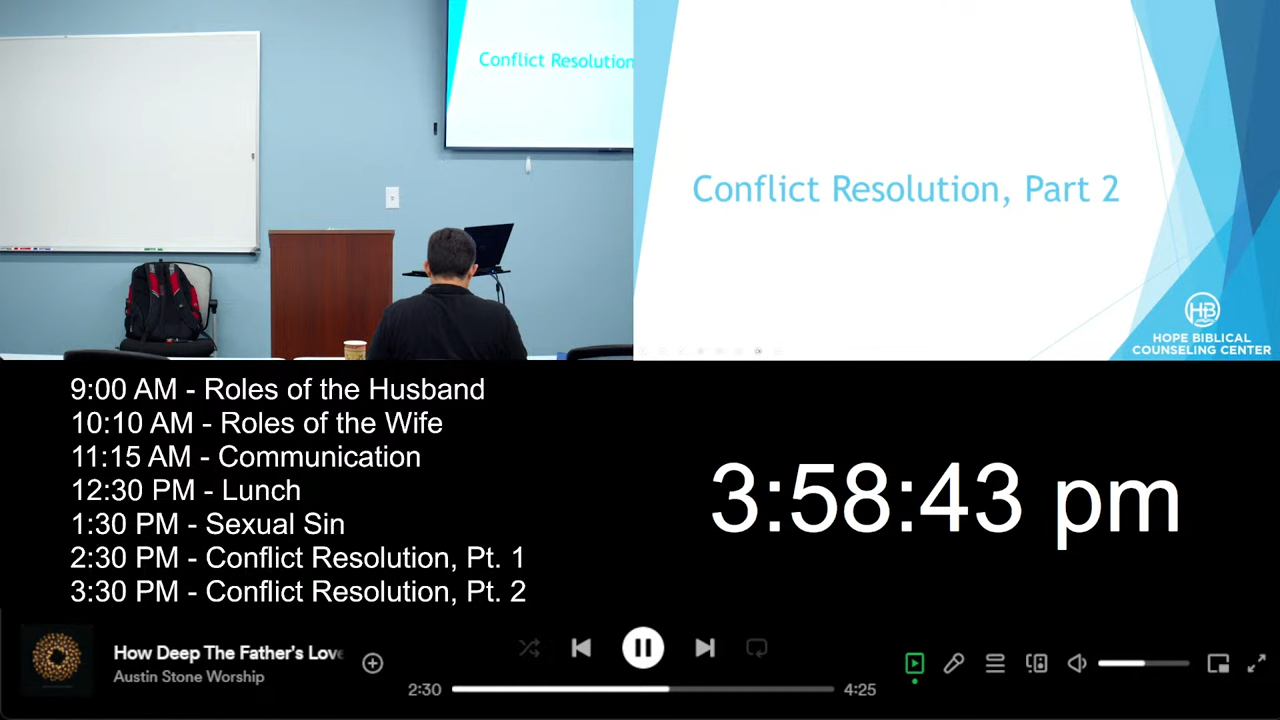 Conflict Resolution
Conflict Resolution, Part 2
HB
HOPE BIBLICAL
COUNSELING CENTER
9:00 AM - Roles of the Husband
10:10 AM - Roles of the Wife
11:15 AM - Communication
12:30 PM - Lunch
1:30 PM - Sexual Sin
2:30 PM - Conflict Resolution, Pt. 1
3:30 PM - Conflict Resolution, Pt. 2
3:58:43 pm
How Deep The Father's Love
Austin Stone Worship
2:30
4:25